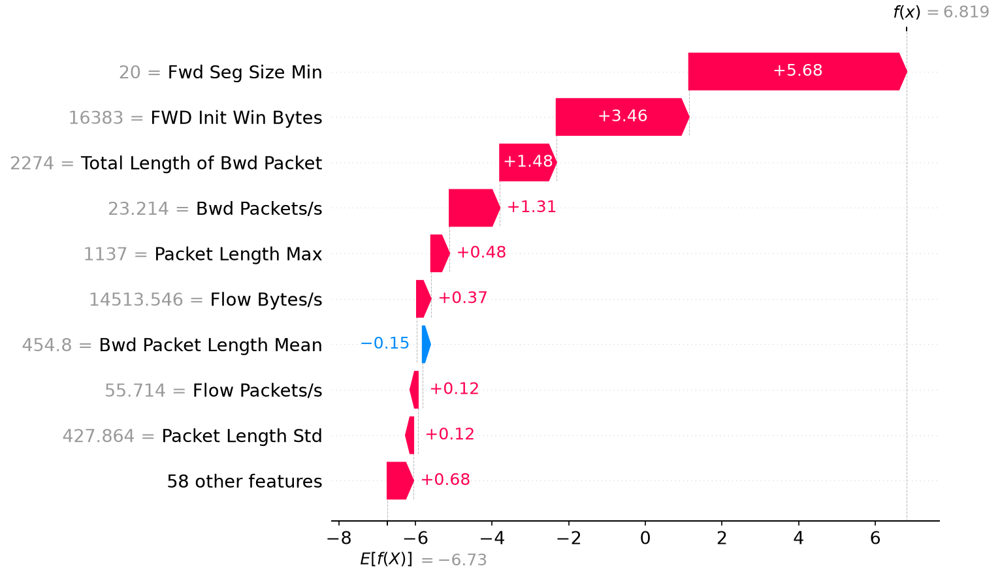 f(x) = 6.819
20 = Fwd Seg Size Min
+5.68
16383 = FWD Init Win Bytes
+3.46
2274 = Total Length of Bwd Packet
+1.48
23.214 = Bwd Packets/s
+1.31
1137 = Packet Length Max
+0.48
14513.546 = Flow Bytes/s
+0.37
454.8 = Bwd Packet Length Mean
−0.15
55.714 = Flow Packets/s
+0.12
427.864 = Packet Length Std
+0.12
58 other features
+0.68
−8 −6 −4 −2 0 2 4 6
E[f(X)] = −6.73